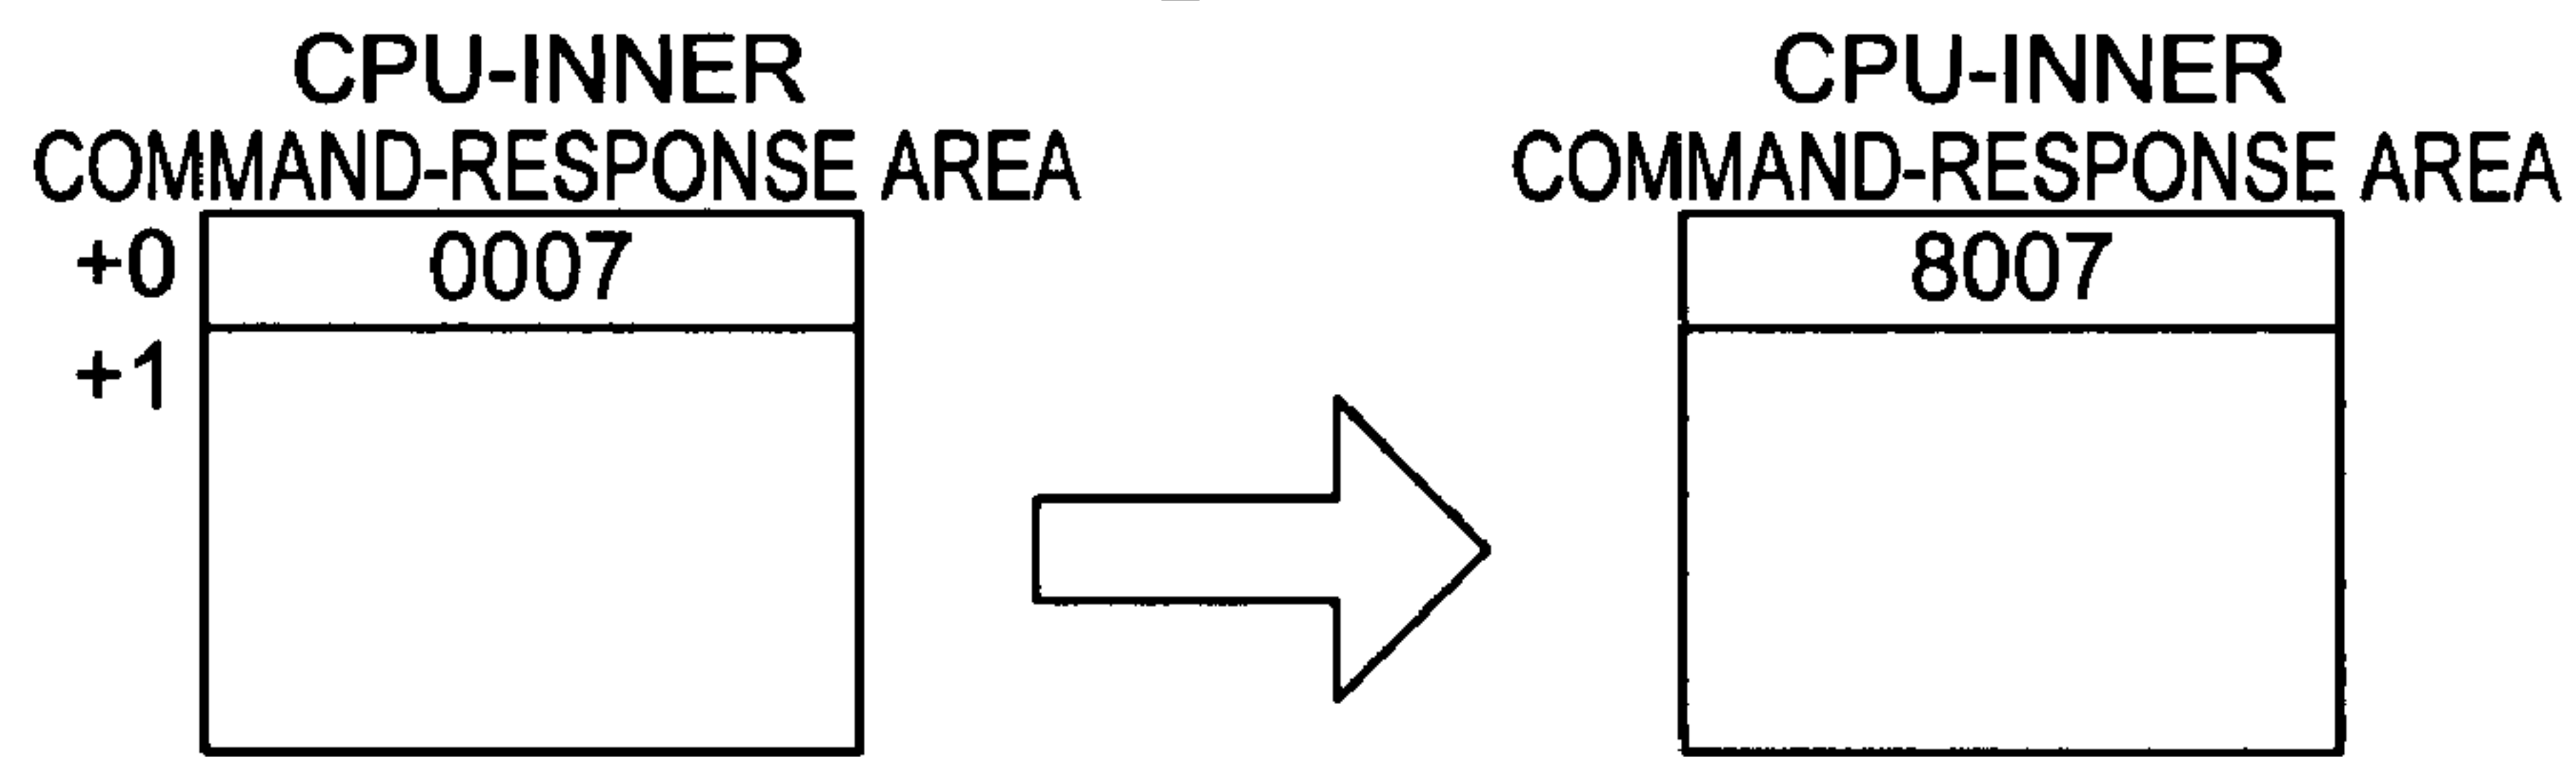 CPU-INNER
COMMAND-RESPONSE AREA
+0 0007
+1
CPU-INNER
COMMAND-RESPONSE AREA
8007